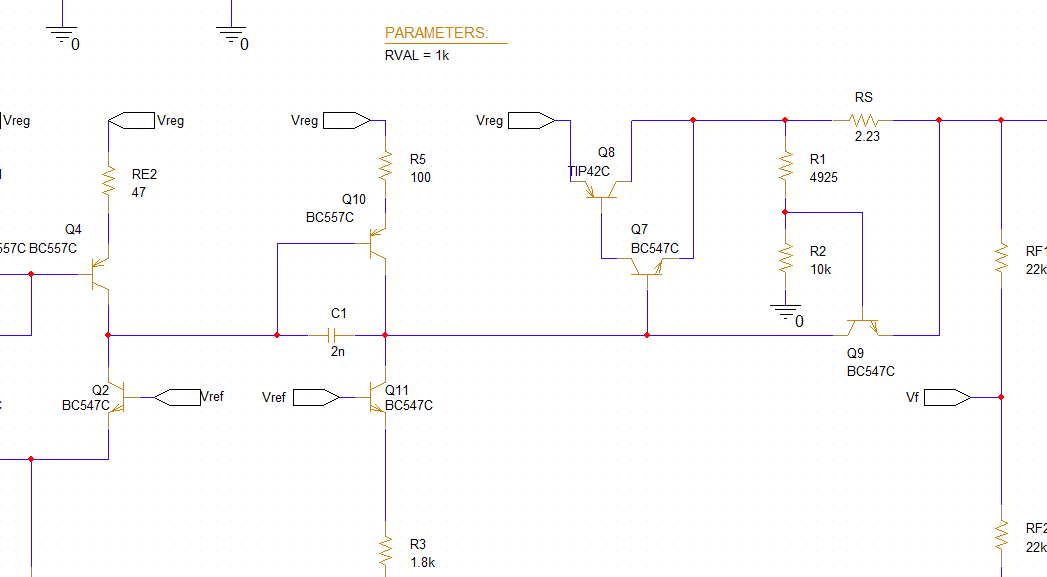 0
0
PARAMETERS:
RVAL = 1k
Vreg
Vreg
Vreg
Vreg
RS
2.23
RE2
47
R5
100
Q8
TIP42C
R1
4925
Q10
BC557C
Q4
557C BC557C
Q7
BC547C
R2
10k
RF1
22k
C1
2n
0
Q9
BC547C
Q2
BC547C
Vref
Vref
Q11
BC547C
Vf
R3
1.8k
RF2
22k